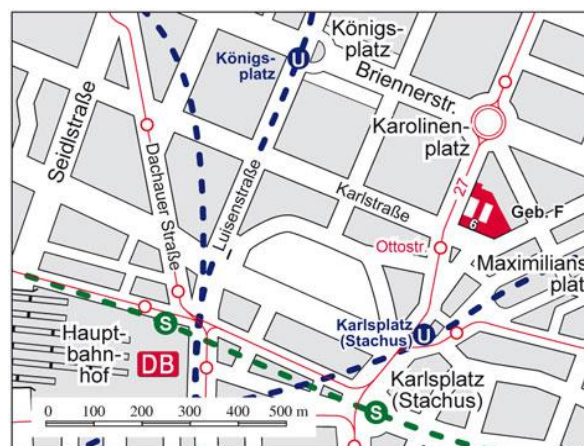 Königs-
platz
Königs-
platz
U
Briennerstr.
Karolinen-
platz
Seidlstraße
Dachauer Straße
Luisenstraße
Karlstraße
27
6
Geb. F
Ottostr.
Maximilians
plat
Karlsplatz
(Stachus)
U
S
Haupt-
bahn-
hof
DB
Karlsplatz
(Stachus)
S
0 100 200 300 400 500 m